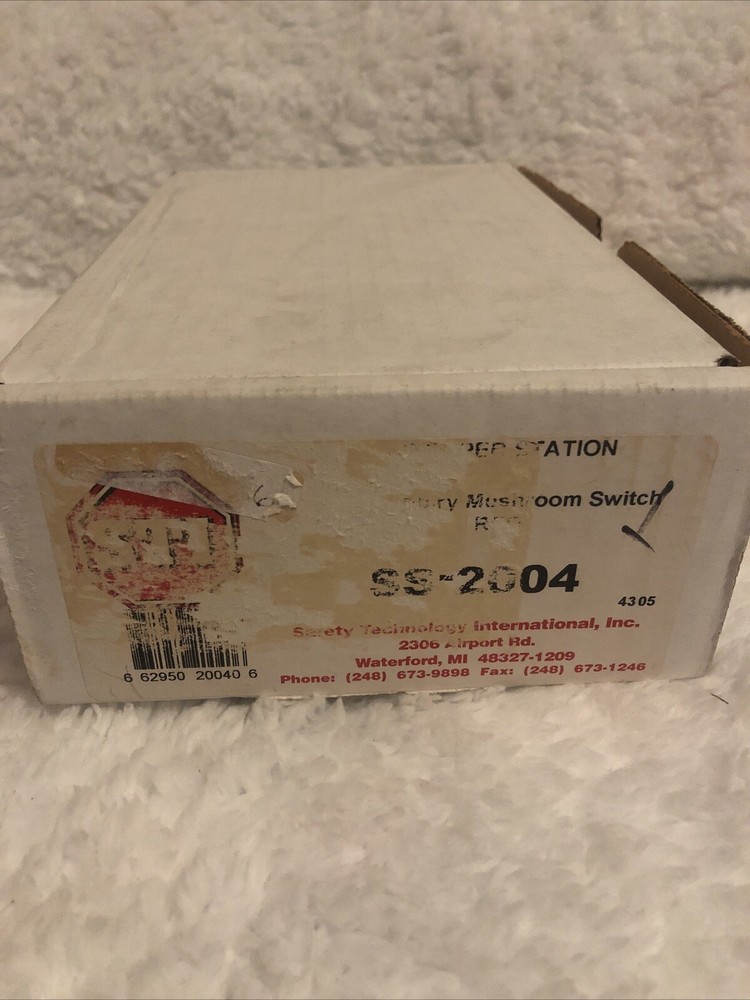 STATION
Mushroom Switch
SS-2004
4305
STI
Safety Technology International, Inc.
2306 Airport Rd.
Waterford, MI 48327-1209
Phone: (248) 673-9898 Fax: (248) 673-1246
6 62950 20040 6